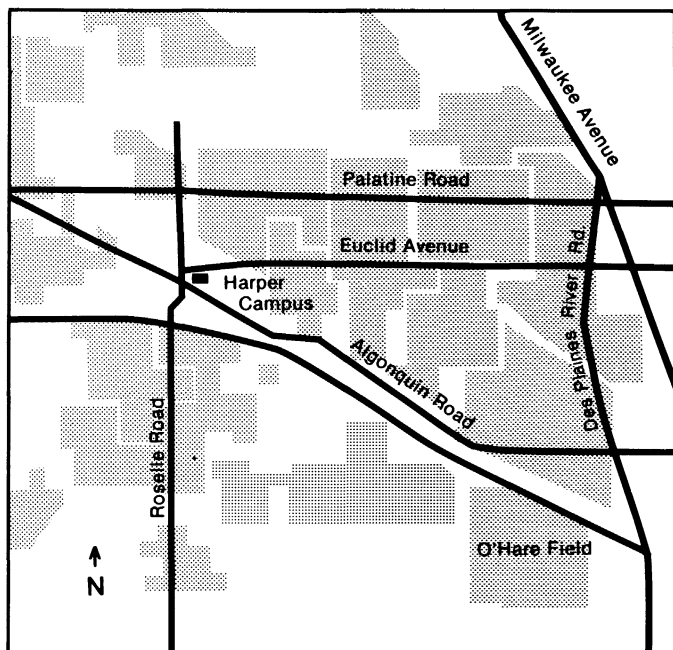 Milwaukee Avenue
Palatine Road
Euclid Avenue
Des Plaines River Rd.
Harper
Campus
Algonquin Road
Roselle Road
O'Hare Field
N